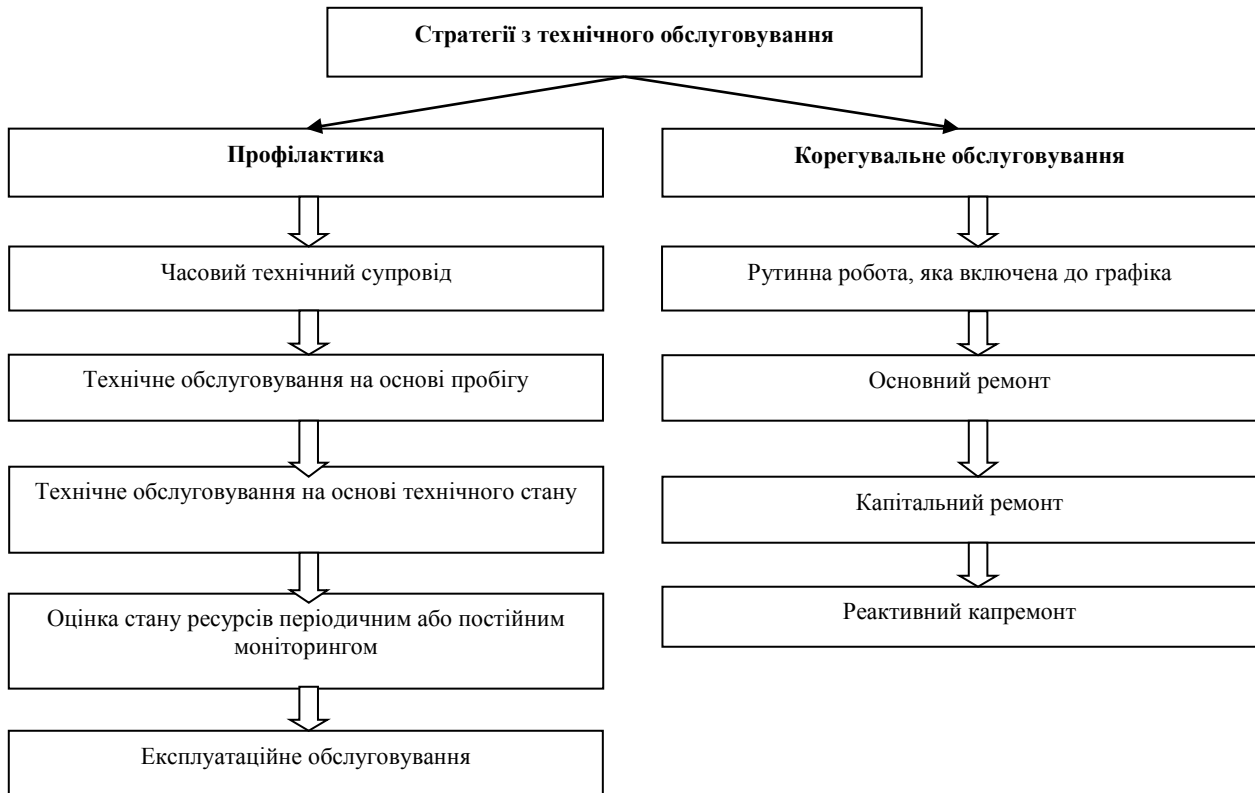 Стратегії з технічного обслуговування
Профілактика
Часовий технічний супровід
Технічне обслуговування на основі пробігу
Технічне обслуговування на основі технічного стану
Оцінка стану ресурсів періодичним або постійним
моніторингом
Експлуатаційне обслуговування
Корегувальне обслуговування
Рутинна робота, яка включена до графіка
Основний ремонт
Капітальний ремонт
Реактивний капремонт